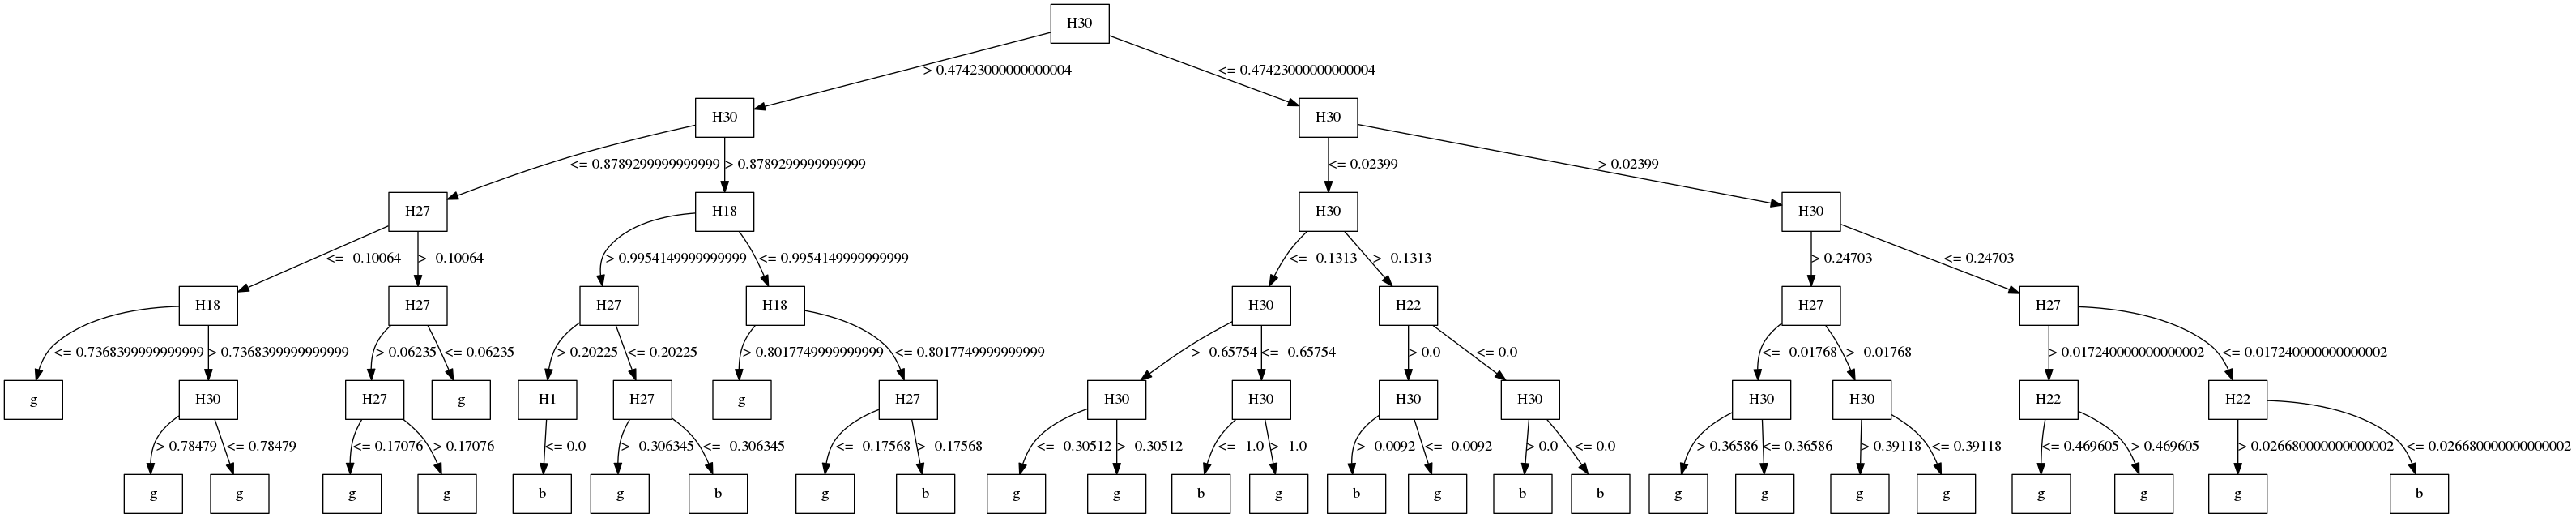 H30
> 0.47423000000000004 <= 0.47423000000000004
H30 H30
<= 0.8789299999999999 > 0.8789299999999999 <= 0.02399 > 0.02399
H27 H18 H30 H30
<= -0.10064 > -0.10064 > 0.9954149999999999 <= 0.9954149999999999 <= -0.1313 > -0.1313 > 0.24703 <= 0.24703
H18 H27 H27 H18 H30 H22 H27 H27
<= 0.7368399999999999 > 0.7368399999999999 > 0.06235 <= 0.06235 > 0.20225 <= 0.20225 > 0.8017749999999999 <= 0.8017749999999999 > -0.65754 <= -0.65754 > 0.0 <= 0.0 <= -0.01768 > -0.01768 > 0.017240000000000002 <= 0.017240000000000002
g H30 H27 g H1 H27 g H27 H30 H30 H30 H30 H30 H30 H22 H22
> 0.78479 <= 0.78479 <= 0.17076 > 0.17076 <= 0.0 > -0.306345 <= -0.306345 <= -0.17568 > -0.17568 <= -0.30512 > -0.30512 <= -1.0 > -1.0 > -0.0092 <= -0.0092 > 0.0 <= 0.0 > 0.36586 <= 0.36586 > 0.39118 <= 0.39118 <= 0.469605 > 0.469605 > 0.026680000000000002 <= 0.026680000000000002
g g g g b g b g b g g b g b g b b g g g g g g g b